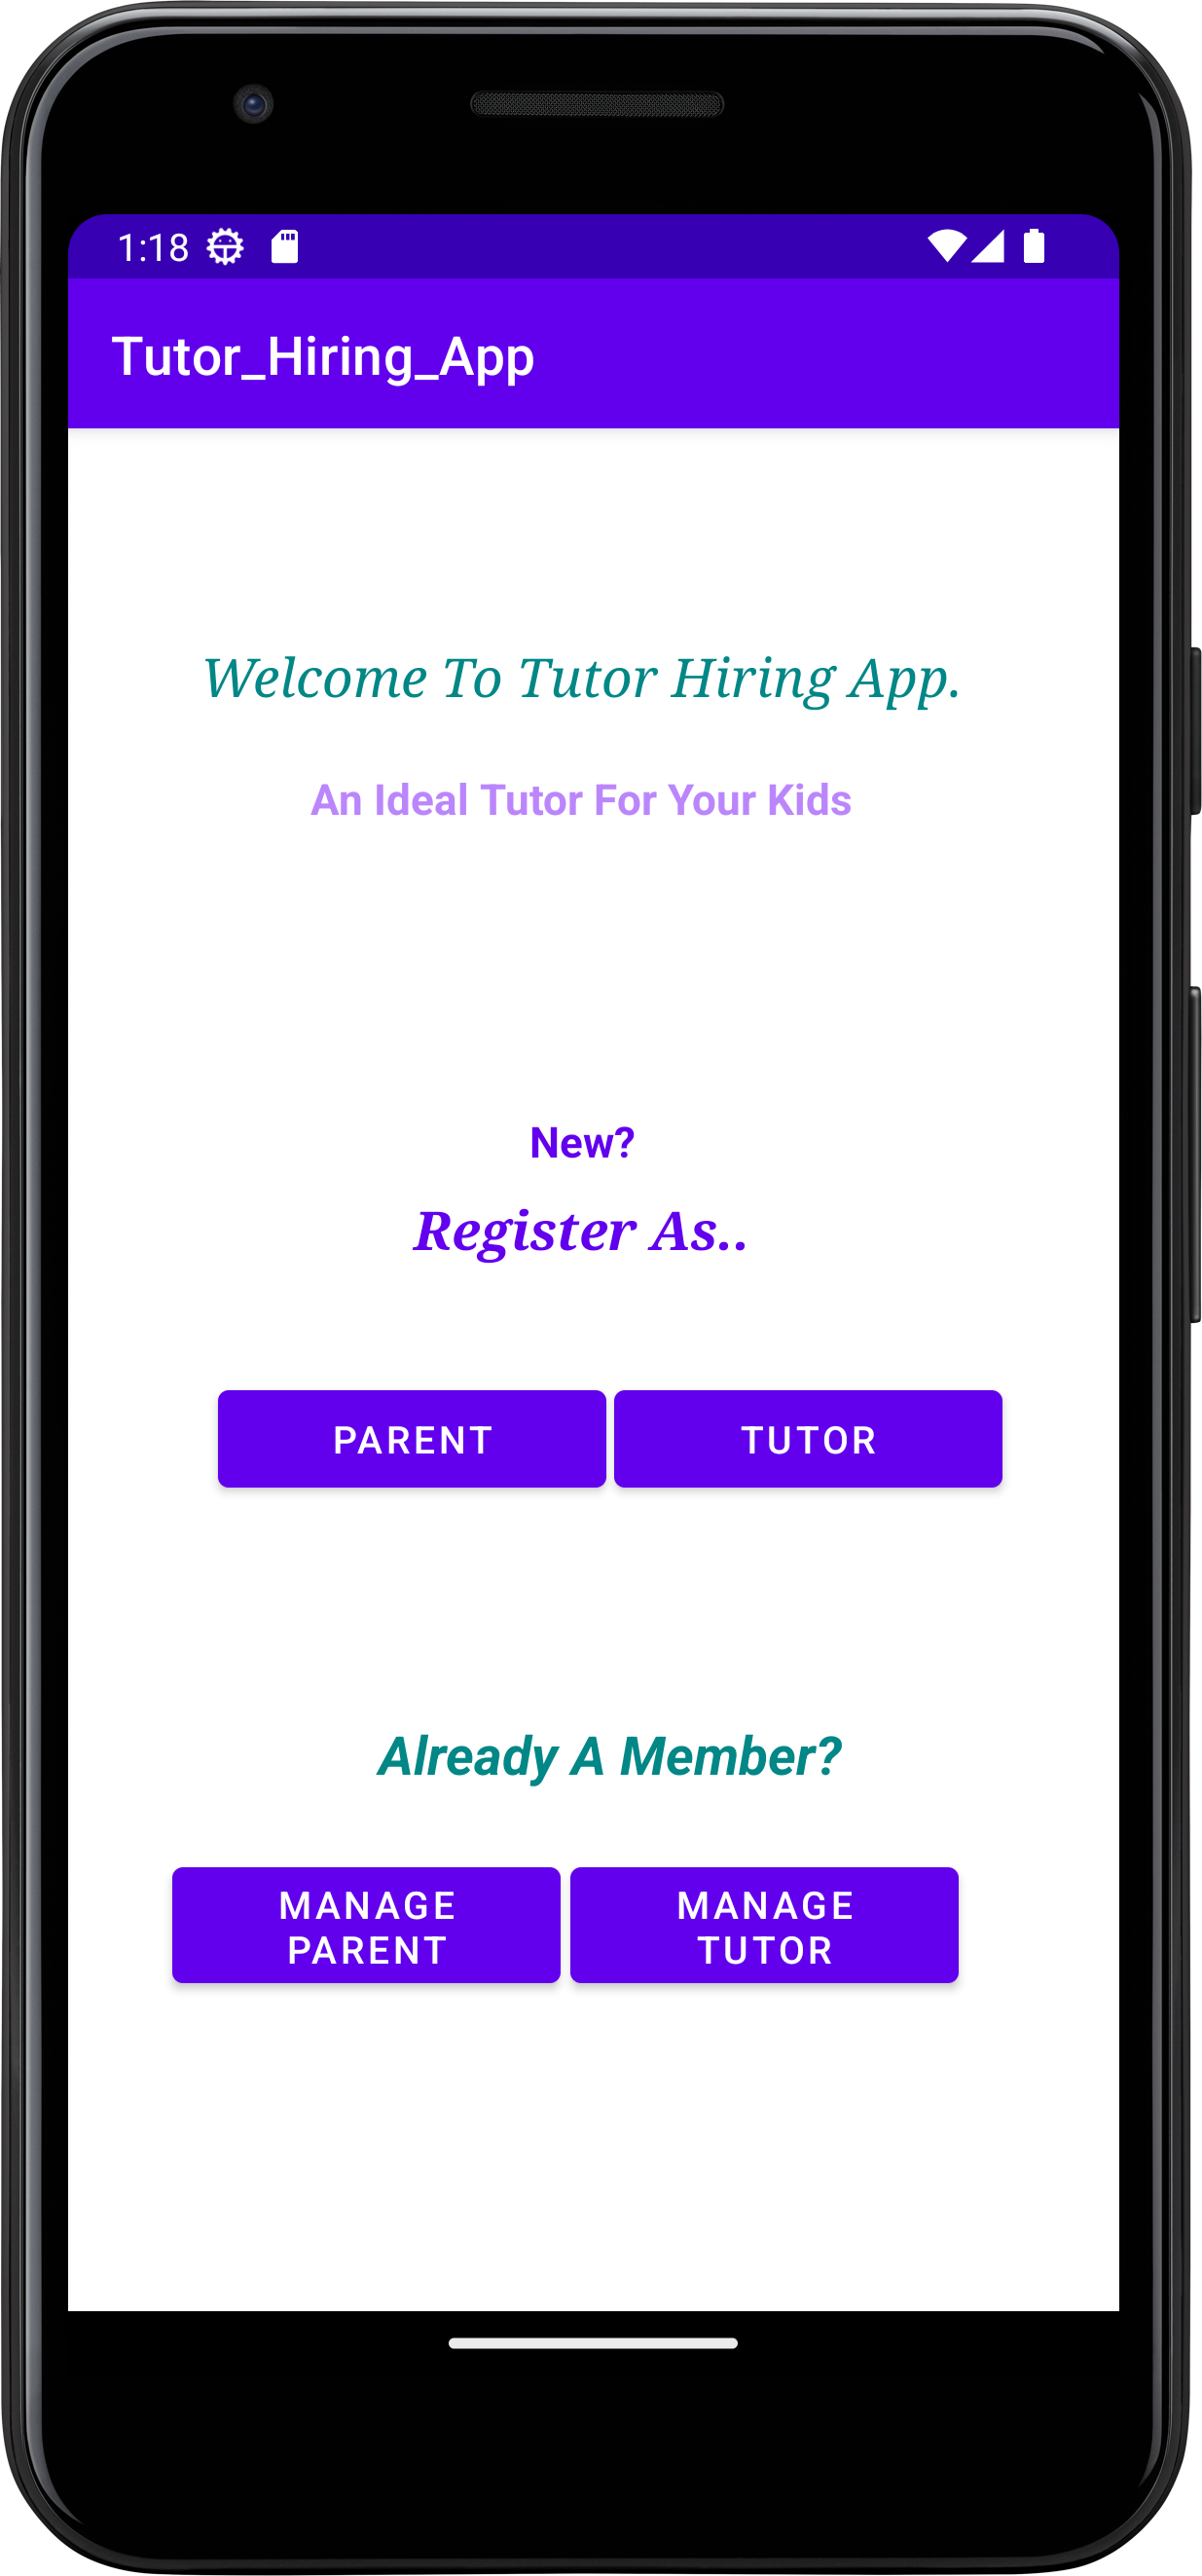 1:18
Tutor_Hiring_App
Welcome To Tutor Hiring App.
An Ideal Tutor For Your Kids
New?
Register As..
PARENT TUTOR
Already A Member?
MANAGE PARENT MANAGE TUTOR